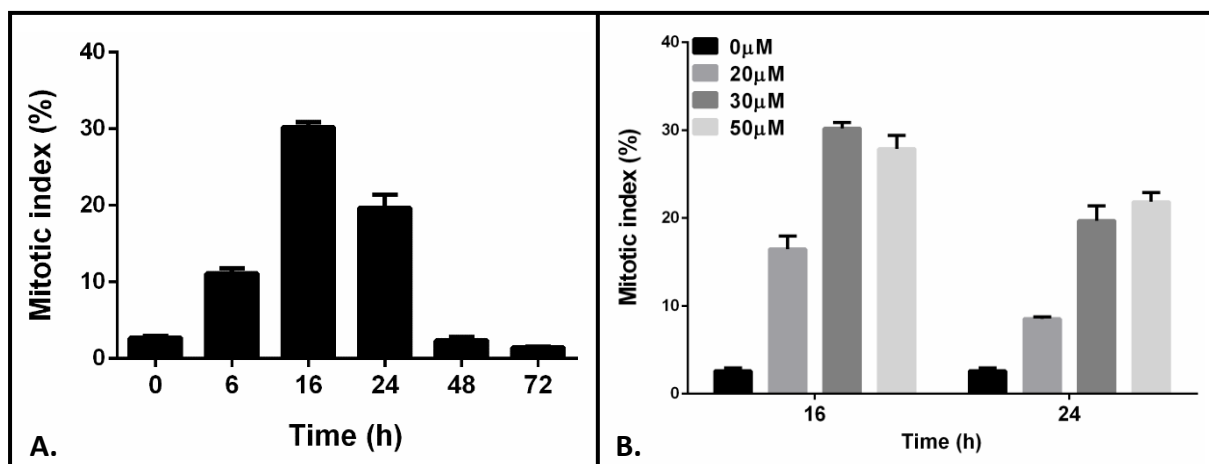 40
30
20
10
0
Mitotic index (%)
0 6 16 24 48 72
Time (h)
A.
40
30
20
10
0
Mitotic index (%)
0µM
20µM
30µM
50µM
16 24
Time (h)
B.